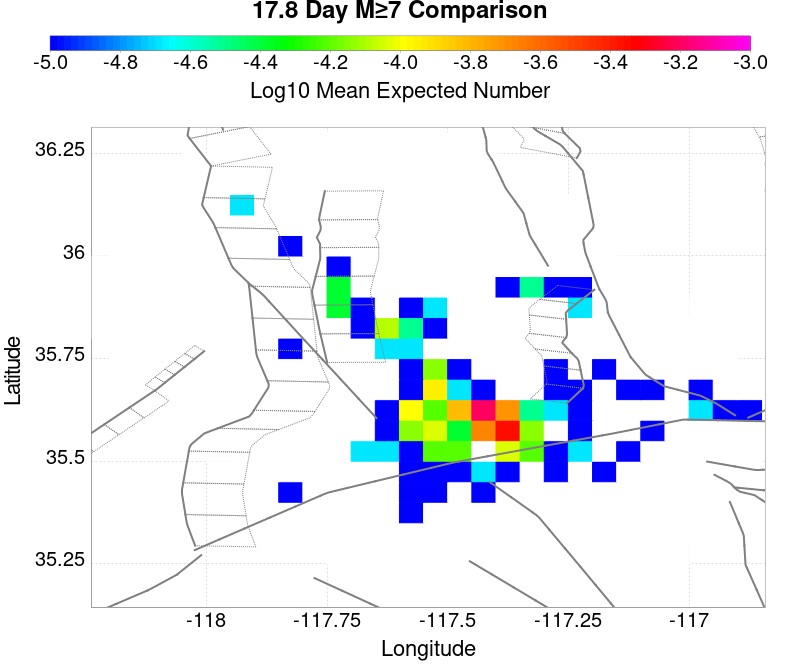 17.8 Day M≥7 Comparison
-5.0 -4.8 -4.6 -4.4 -4.2 -4.0 -3.8 -3.6 -3.4 -3.2 -3.0
Log10 Mean Expected Number
36.25
36
35.75
35.5
35.25
Latitude
-118 -117.75 -117.5 -117.25 -117
Longitude